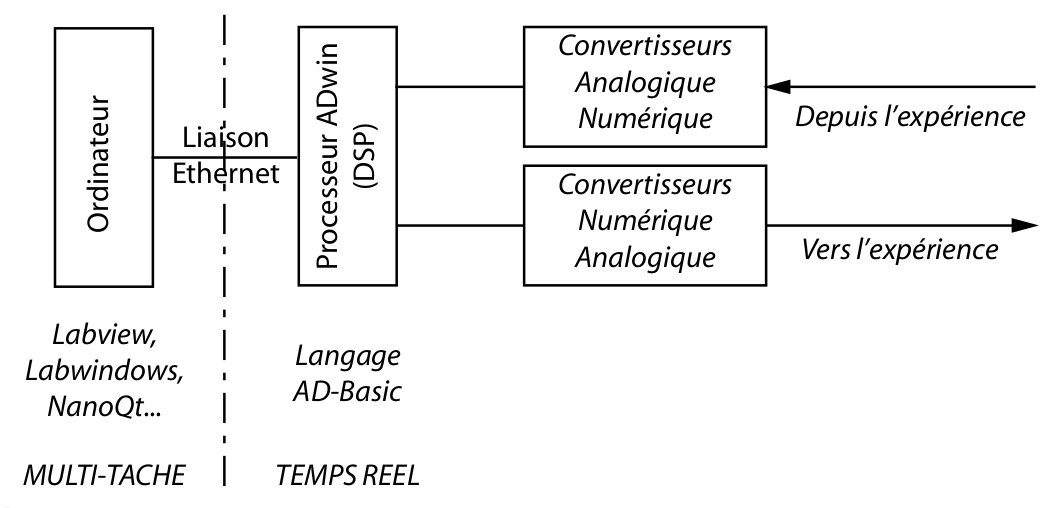 Ordinateur
Liaison
Ethernet
Processeur ADwin
(DSP)
Convertisseurs
Analogique
Numérique
Depuis l'expérience
Convertisseurs
Numérique
Analogique
Vers l'expérience
Labview,
Labwindows,
NanoQt...
Langage
AD-Basic
MULTI-TACHE
TEMPS REEL